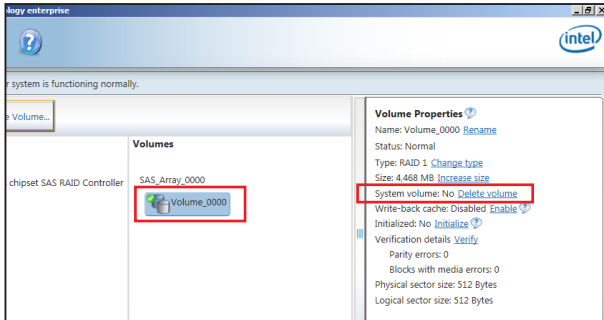 ology enterprise
intel
r system is functioning normally.
e Volume...
Volumes
chipset SAS RAID Controller
SAS_Array_0000
Volume_0000
Volume Properties
Name: Volume_0000 Rename
Status: Normal
Type: RAID 1 Change type
Size: 4,468 MB Increase size
System volume: No Delete volume
Write-back cache: Disabled Enable
Initialized: No Initialize
Verification details Verify
Parity errors: 0
Blocks with media errors: 0
Physical sector size: 512 Bytes
Logical sector size: 512 Bytes